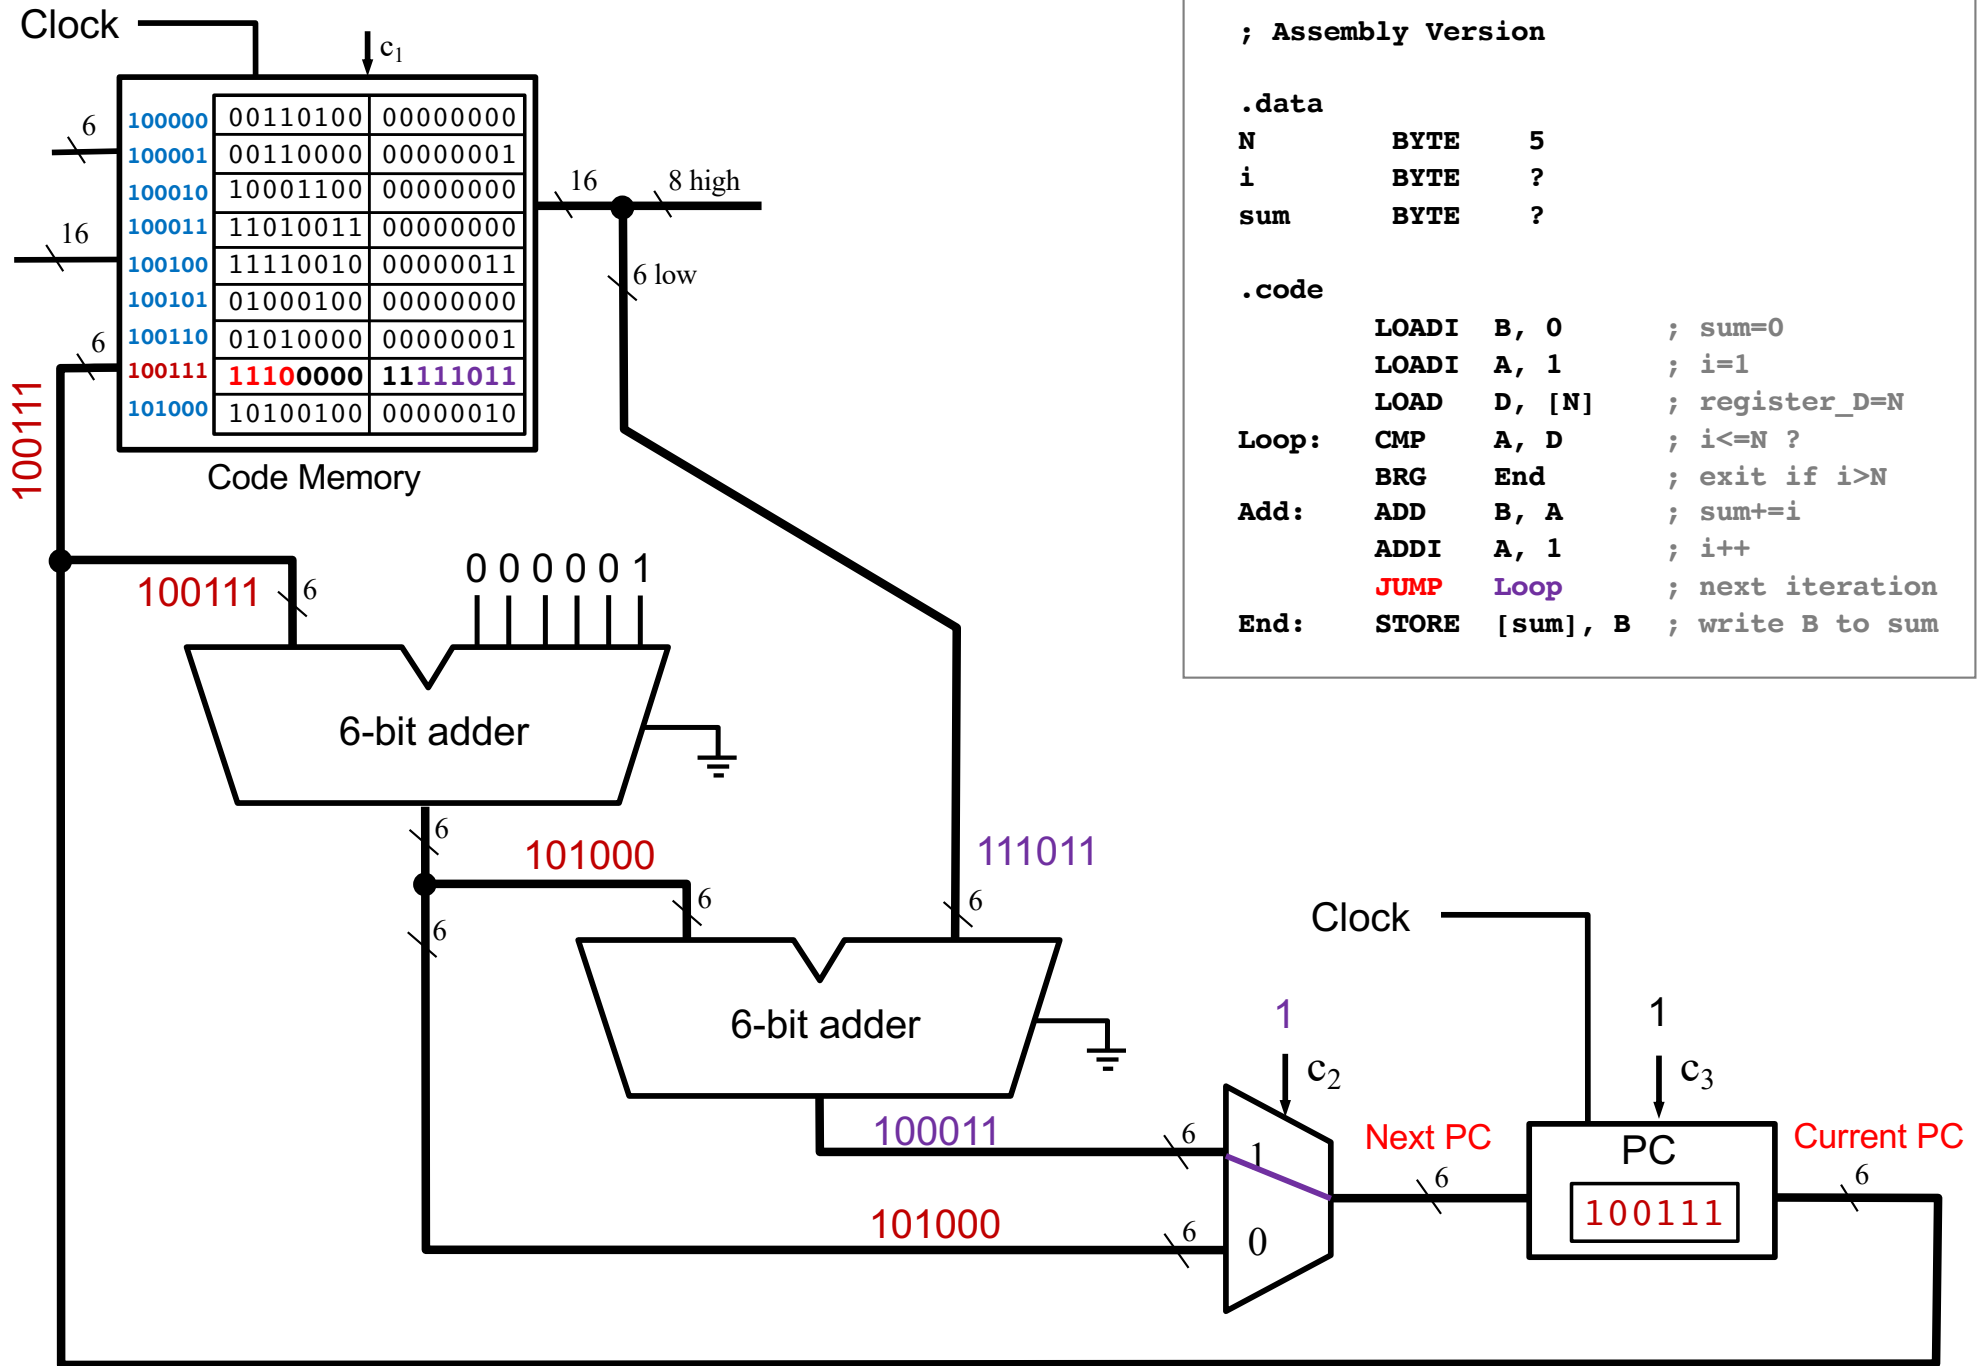 Clock
c1
6
16
6
100000 00110100 00000000
100001 00110000 00000001
100010 10001100 00000000
100011 11010011 00000000
100100 11110010 00000011
100101 01000100 00000000
100110 01010000 00000001
100111 11100000 11111011
101000 10100100 00000010
Code Memory
16
8 high
6 low
100111
100111
6
0 0 0 0 0 1
6-bit adder
6
101000
6
6
111011
6
6-bit adder
100011
6
101000
6
1
c2
1
0
Next PC
6
Clock
1
c3
PC
100111
Current PC
6
; Assembly Version
.data
N BYTE 5
i BYTE ?
sum BYTE ?
.code
LOADI B, 0 ; sum=0
LOADI A, 1 ; i=1
LOAD D, [N] ; register_D=N
Loop: CMP A, D ; i<=N ?
BRG End ; exit if i>N
Add: ADD B, A ; sum+=i
ADDI A, 1 ; i++
JUMP Loop ; next iteration
End: STORE [sum], B ; write B to sum